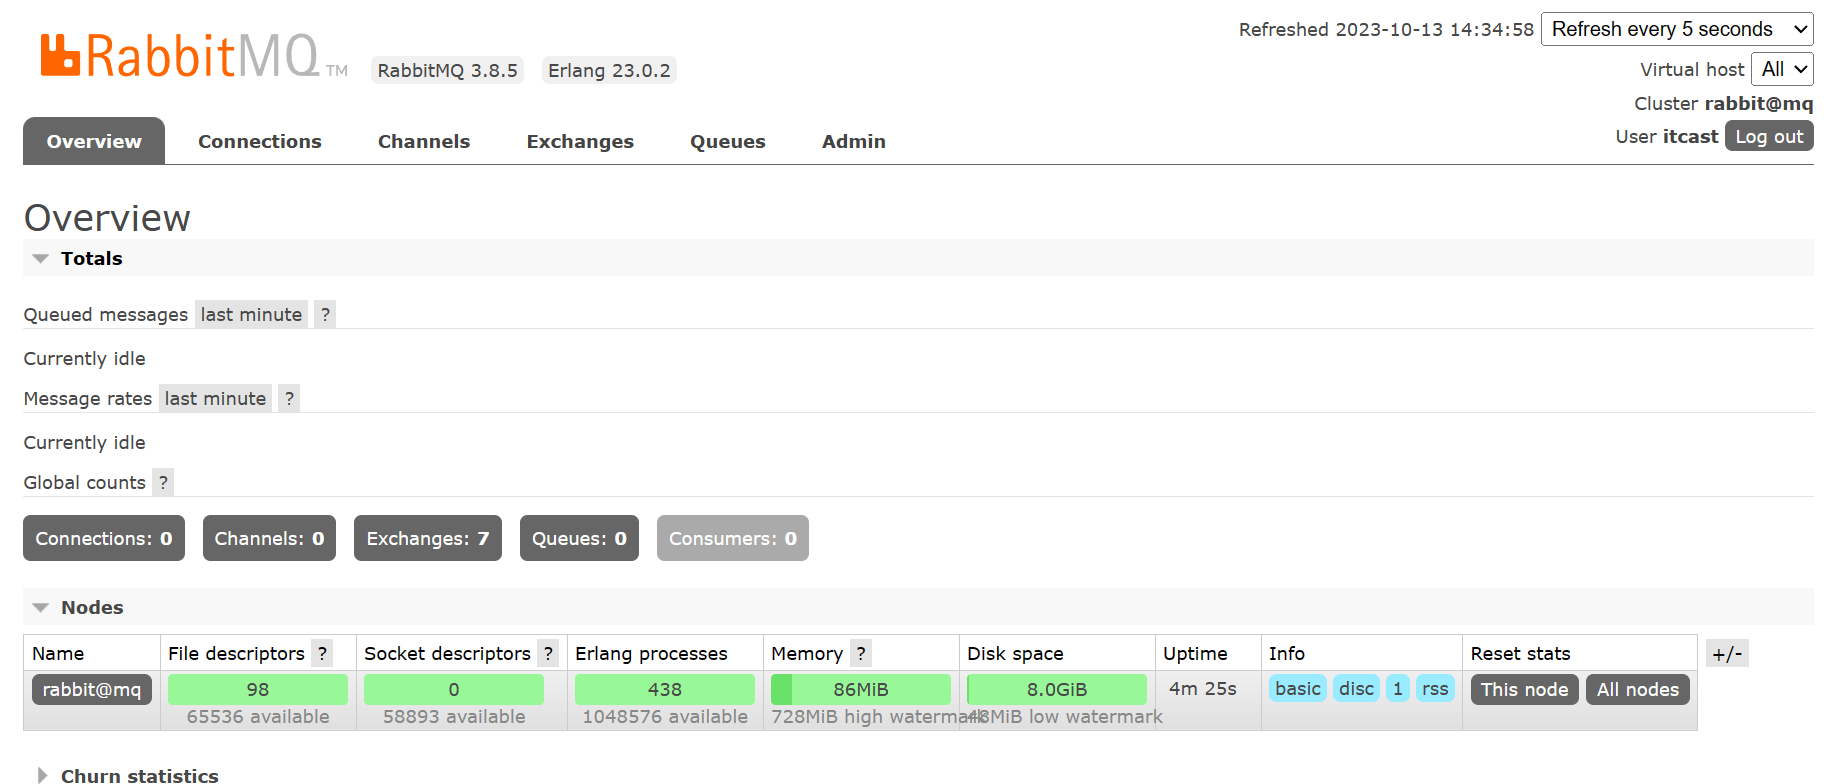 Refreshed 2023-10-13 14:34:58 Refresh every 5 seconds
RabbitMQ TM RabbitMQ 3.8.5 Erlang 23.0.2
Virtual host All
Cluster rabbit@mq
User itcast Log out
Overview Connections Channels Exchanges Queues Admin
Overview
Totals
Queued messages last minute ?
Currently idle
Message rates last minute ?
Currently idle
Global counts ?
Connections: 0 Channels: 0 Exchanges: 7 Queues: 0 Consumers: 0
Nodes
Name File descriptors ? Socket descriptors ? Erlang processes Memory ? Disk space Uptime Info Reset stats +/-
rabbit@mq 98 0 438 86MiB 8.0GiB 4m 25s basic disc 1 rss This node All nodes
65536 available 58893 available 1048576 available 728MiB high watermark 48MiB low watermark
Churn statistics